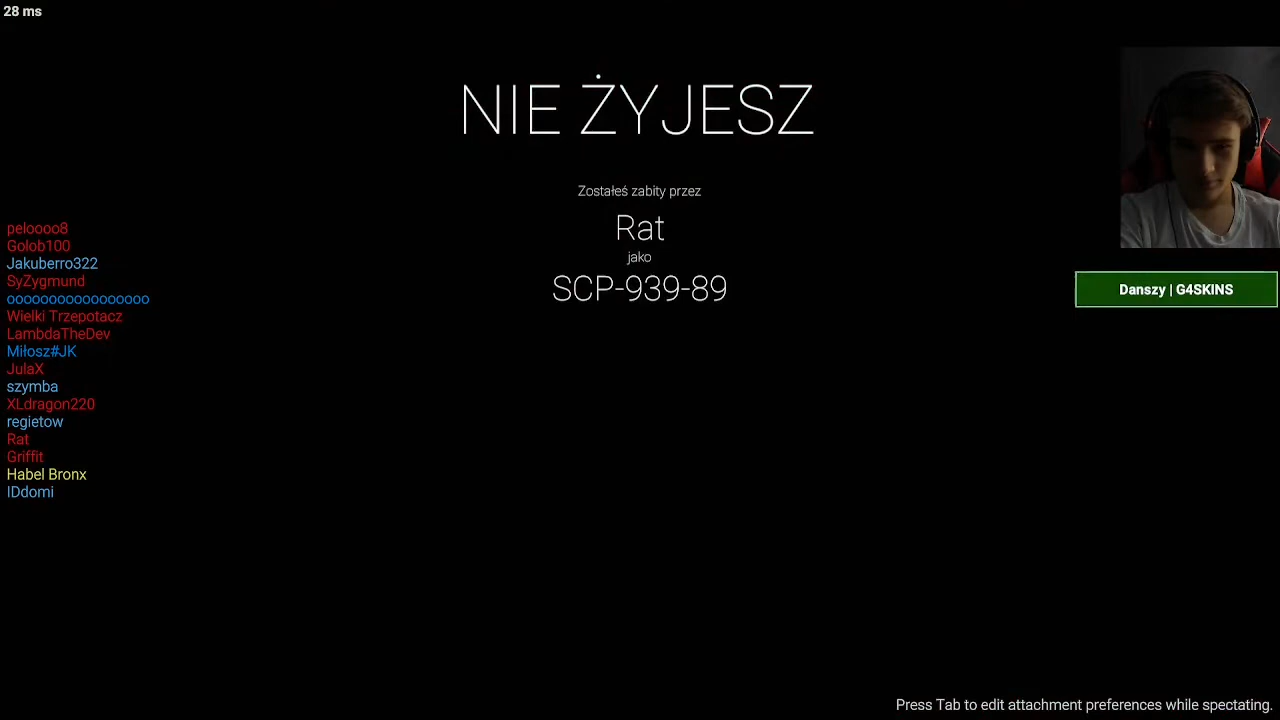 28 ms
NIE ŻYJESZ
Zostałeś zabity przez
Rat
jako
SCP-939-89
peloooo8
Golob100
Jakuberro322
SyZygmund
ooooooooooooooooo
Wielki Trzepotacz
LambdaTheDev
Miłosz#JK
JulaX
szymba
XLdragon220
regietow
Rat
Griffit
Habel Bronx
IDdomi
Danszy | G4SKINS
Press Tab to edit attachment preferences while spectating.